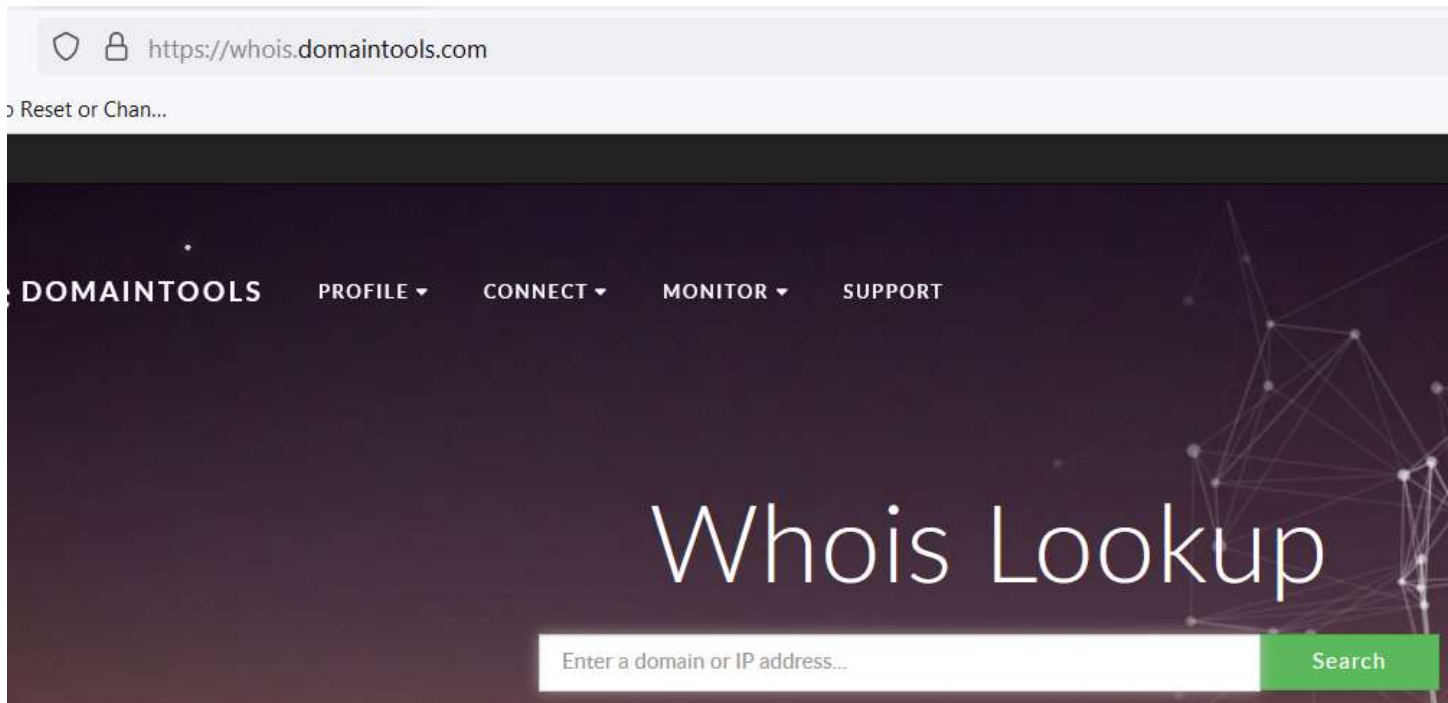 https://whois.domaintools.com
o Reset or Chan...
DOMAINTOOLS PROFILE CONNECT MONITOR SUPPORT
Whois Lookup
Enter a domain or IP address... Search